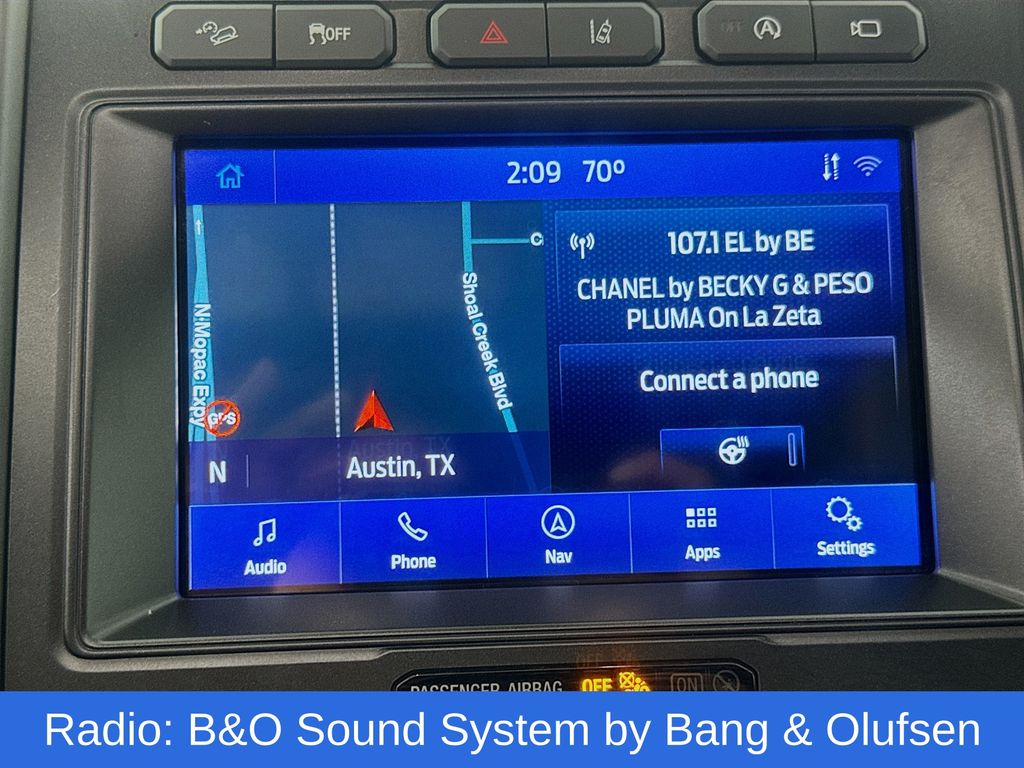 OFF
OFF A
2:09 70º
107.1 EL by BE
CHANEL by BECKY G & PESO
PLUMA On La Zeta
Connect a phone
N Mopac Expy
Shoal Creek Blvd
C
GPS
N
Austin, TX
Audio
Phone
Nav
Apps
Settings
PASSENGER AIRBAG OFF ON
Radio: B&O Sound System by Bang & Olufsen